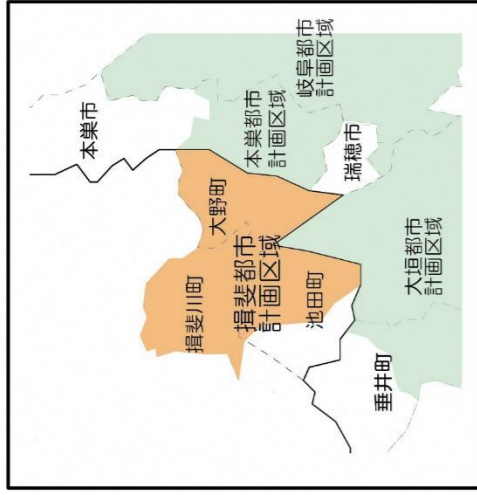 本巣市
岐阜都市
計画区域
本巣都市
計画区域
瑞穂市
大野町
揖斐川町
揖斐都市
計画区域
池田町
大垣都市
計画区域
垂井町